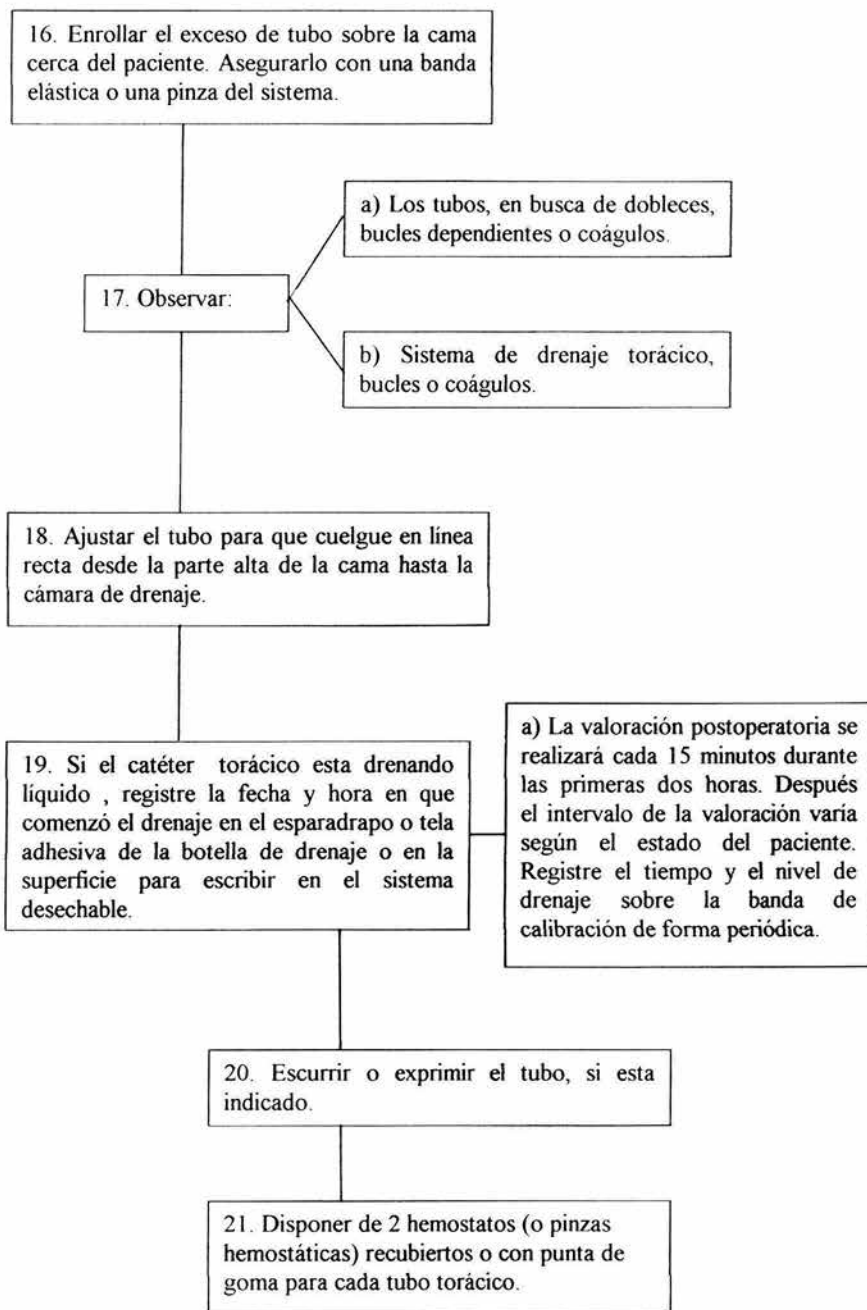 16. Enrollar el exceso de tubo sobre la cama
cerca del paciente. Asegurarlo con una banda
elástica o una pinza del sistema.
a) Los tubos, en busca de dobleces,
bucles dependientes o coágulos.
17. Observar:
b) Sistema de drenaje torácico,
bucles o coágulos.
18. Ajustar el tubo para que cuelgue en línea
recta desde la parte alta de la cama hasta la
cámara de drenaje.
19. Si el catéter torácico esta drenando
líquido , registre la fecha y hora en que
comenzó el drenaje en el esparadrapo o tela
adhesiva de la botella de drenaje o en la
superficie para escribir en el sistema
desechable.
a) La valoración postoperatoria se
realizará cada 15 minutos durante
las primeras dos horas. Después
el intervalo de la valoración varía
según el estado del paciente.
Registre el tiempo y el nivel de
drenaje sobre la banda de
calibración de forma periódica.
20. Escurrir o exprimir el tubo, si esta
indicado.
21. Disponer de 2 hemostatos (o pinzas
hemostáticas) recubiertos o con punta de
goma para cada tubo torácico.